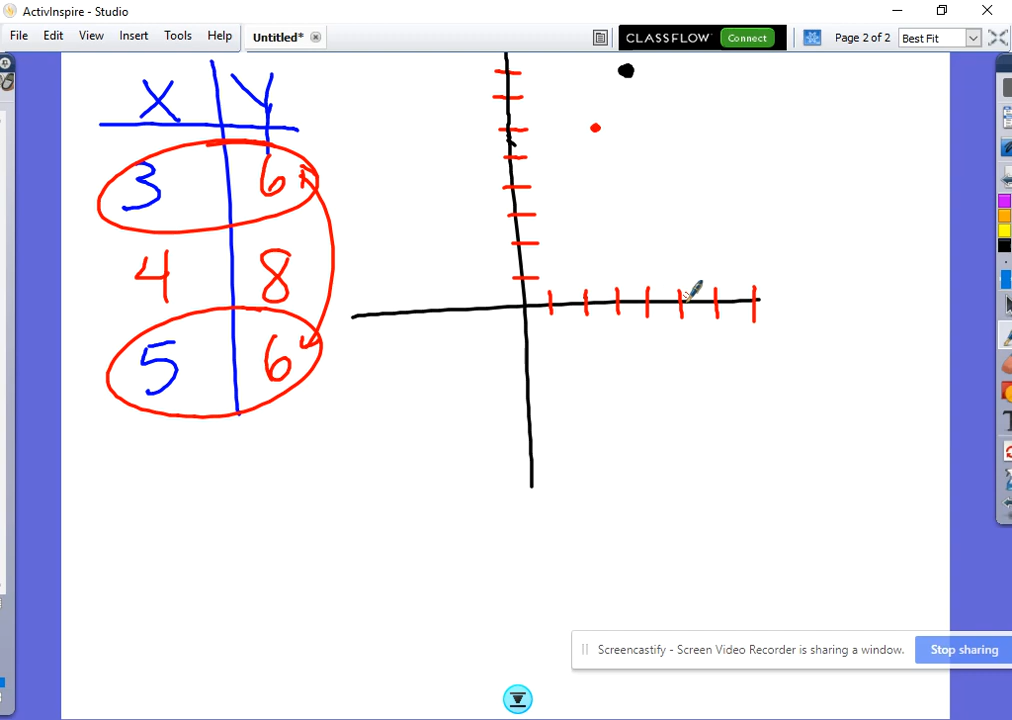 ActivInspire - Studio
File Edit View Insert Tools Help Untitled* CLASSFLOW Connect Page 2 of 2 Best Fit
X Y
3 6
4 8
5 6
Screencastify - Screen Video Recorder is sharing a window. Stop sharing